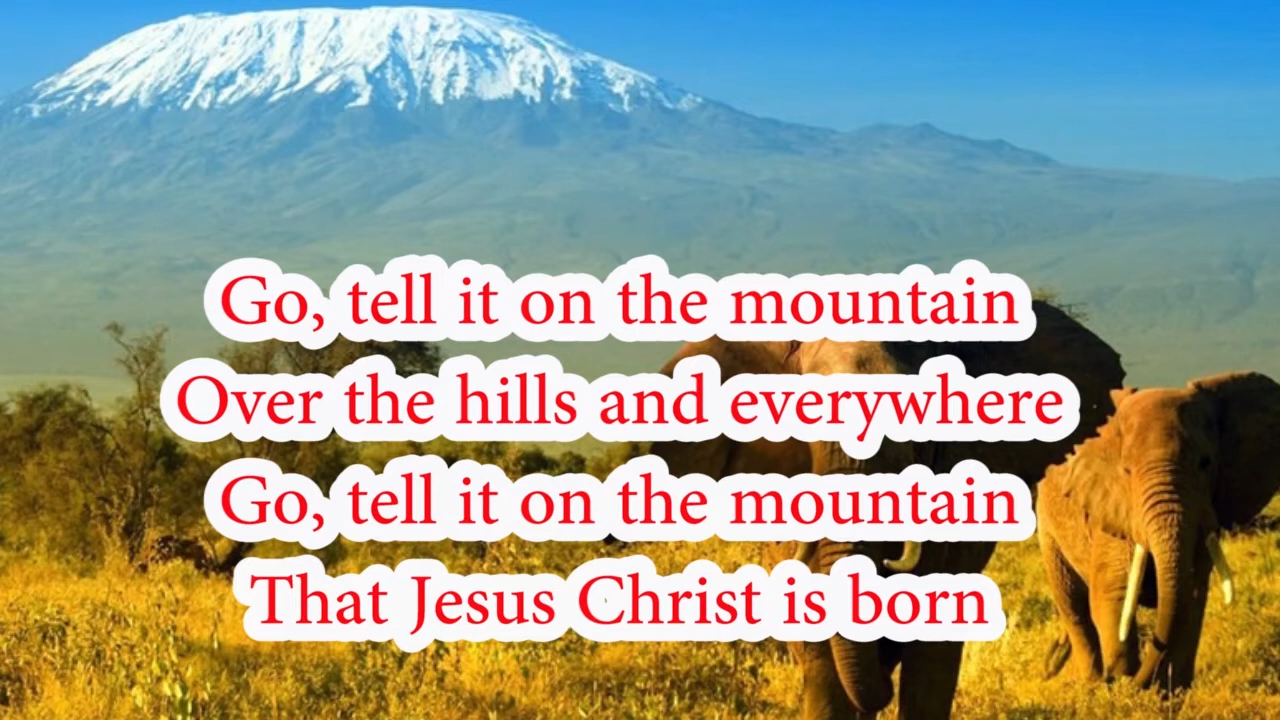 Go, tell it on the mountain
Over the hills and everywhere
Go, tell it on the mountain
That Jesus Christ is born